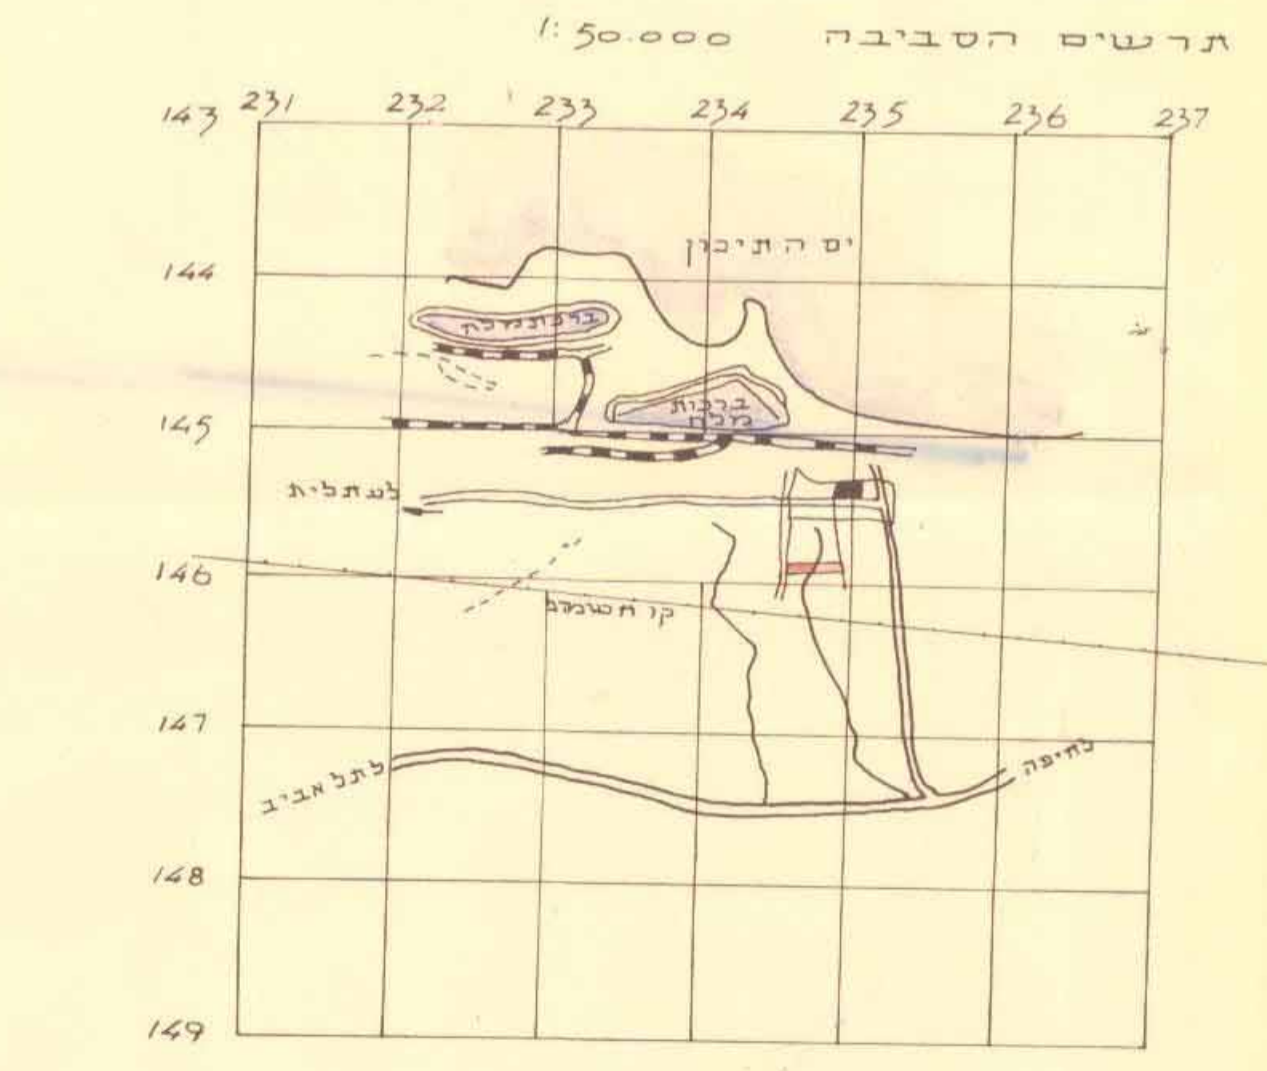 תרשים הסביבה 1:50.000
231 232 233 234 235 236 237
143
ים התיכון
144
ברכות מלח
ברכות
מלח
145
לעתלית
146
קו חשמל
147
לחיפה
לתל אביב
148
149